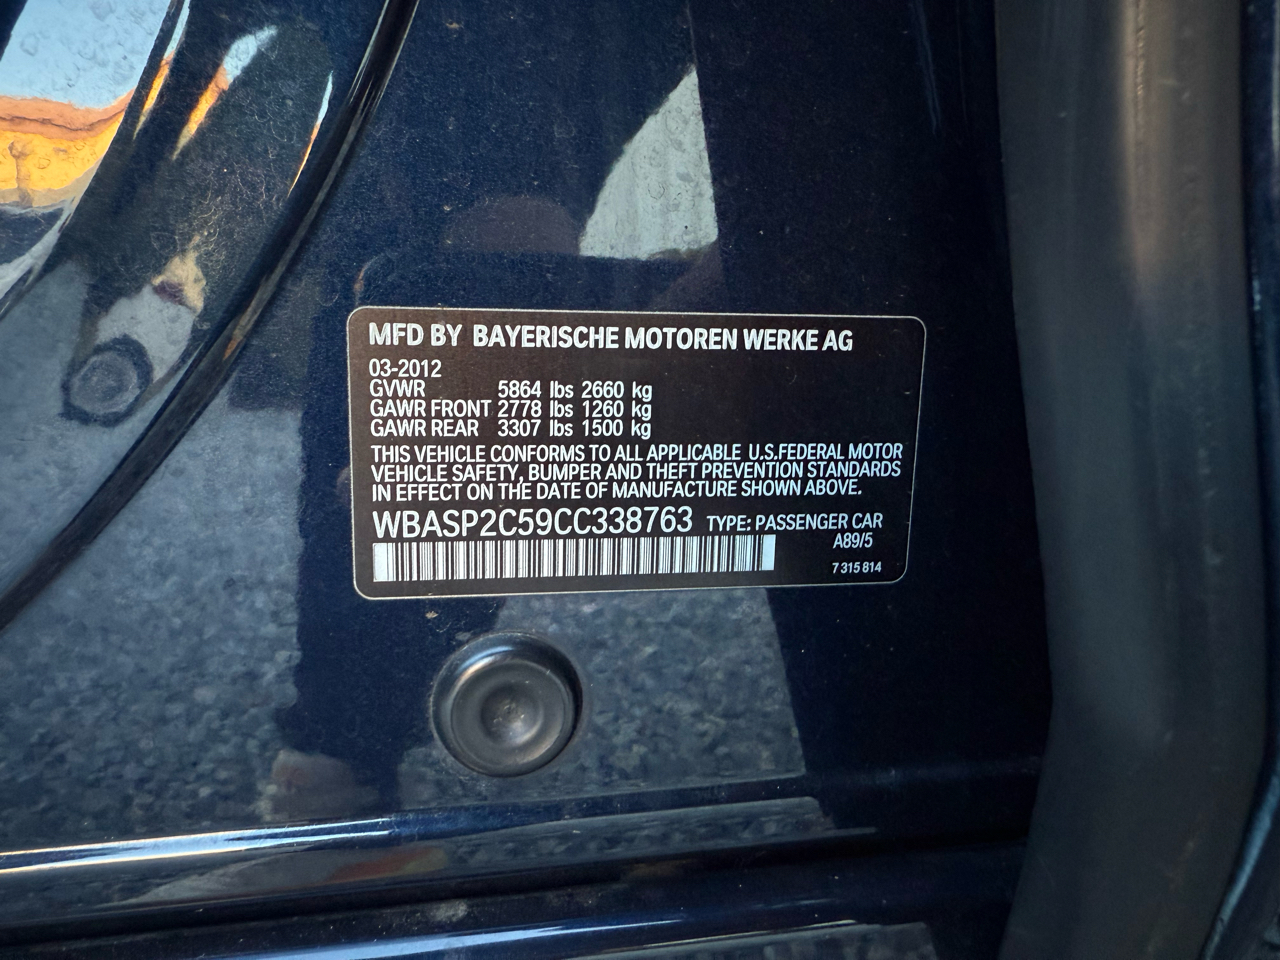 MFD BY BAYERISCHE MOTOREN WERKE AG
03-2012
GVWR 5864 lbs 2660 kg
GAWR FRONT 2778 lbs 1260 kg
GAWR REAR 3307 lbs 1500 kg
THIS VEHICLE CONFORMS TO ALL APPLICABLE U.S.FEDERAL MOTOR
VEHICLE SAFETY, BUMPER AND THEFT PREVENTION STANDARDS
IN EFFECT ON THE DATE OF MANUFACTURE SHOWN ABOVE.
WBASP2C59CC338763 TYPE: PASSENGER CAR
A89/5
7 315 814